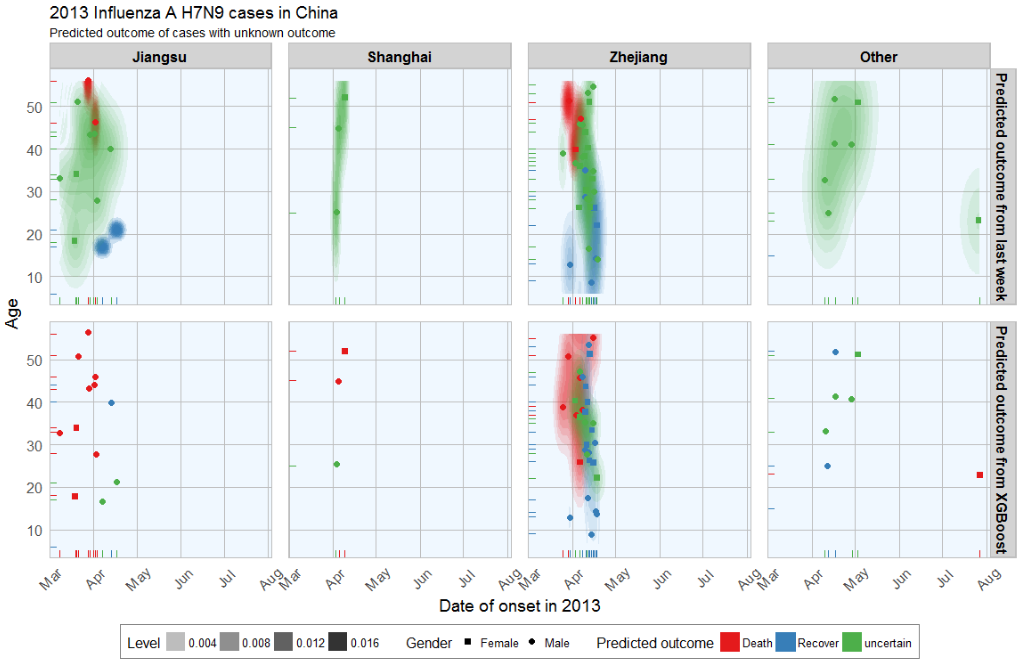 2013 Influenza A H7N9 cases in China
Predicted outcome of cases with unknown outcome
Jiangsu Shanghai Zhejiang Other
50
40
30
20
10
Predicted outcome from last week
Age
50
40
30
20
10
Predicted outcome from XGBoost
Mar Apr May Jun Jul Aug Mar Apr May Jun Jul Aug Mar Apr May Jun Jul Aug Mar Apr May Jun Jul Aug
Date of onset in 2013
Level 0.004 0.008 0.012 0.016 Gender Female Male Predicted outcome Death Recover uncertain